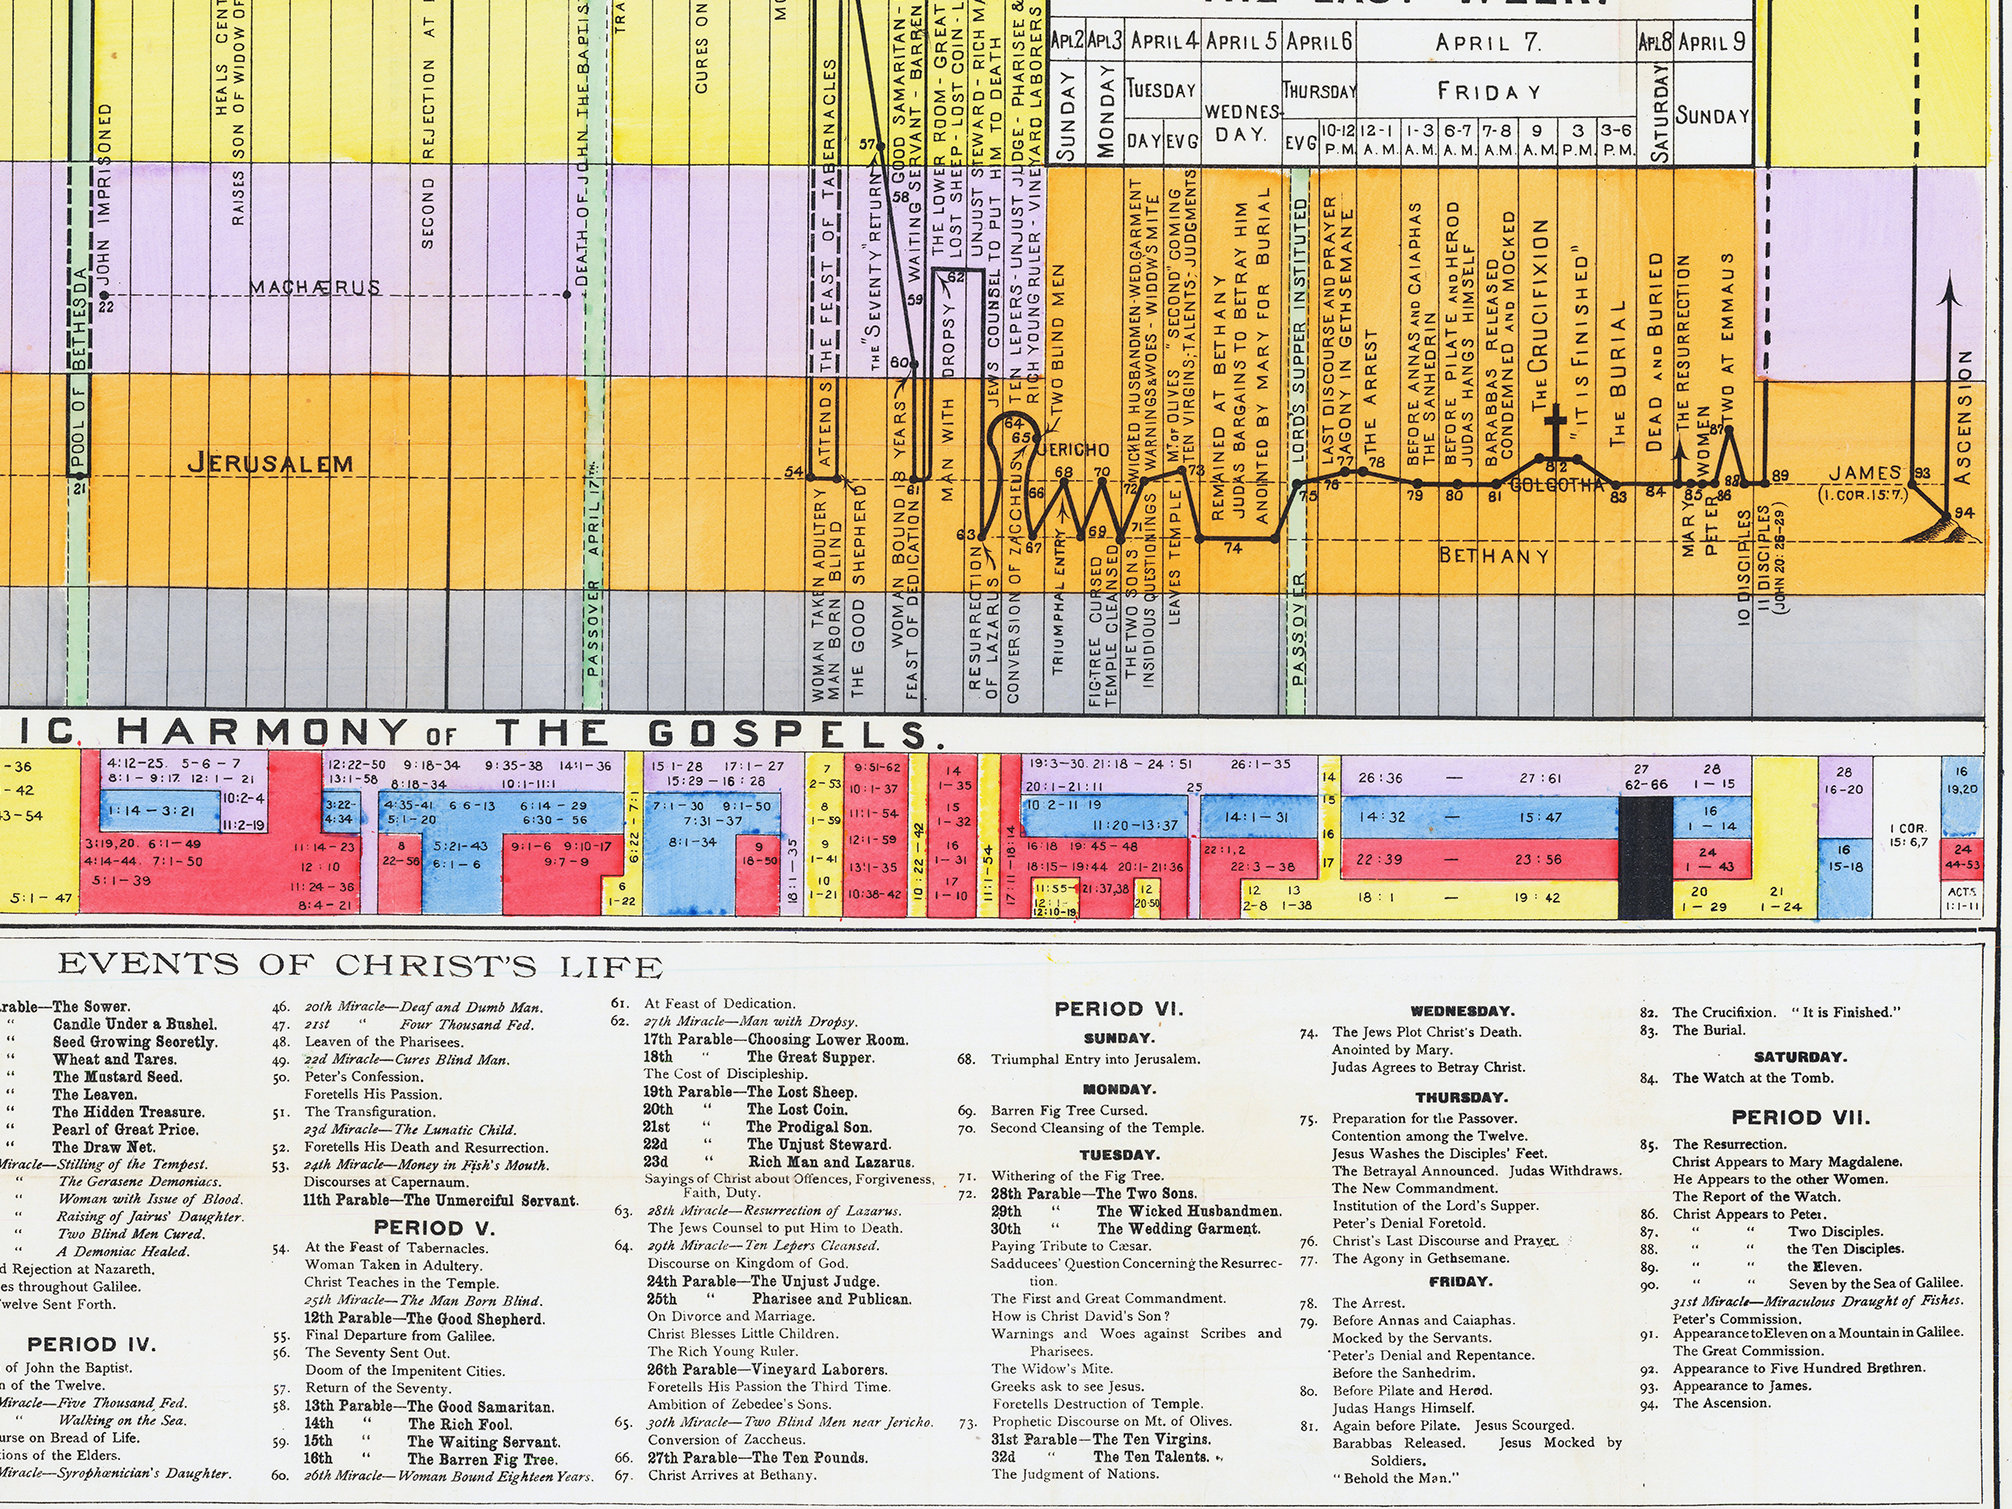 THE LAST WEEK.
APL2 APL3 APRIL 4 APRIL 5 APRIL 6 APRIL 7. APL8 APRIL 9
SUNDAY
MONDAY
TUESDAY
DAY EVG
WEDNES-
DAY.
THURSDAY
EVG 10-12 P.M.
FRIDAY
12-1 A.M. 1-3 A.M. 6-7 A.M. 7-8 A.M. 9 A.M. 3 P.M. 3-6 P.M.
SATURDAY
SUNDAY
POOL OF BETHESDA
21
JOHN IMPRISONED
22
HEALS CENT
RAISES SON OF WIDOW OF
MACHÆRUS
SECOND REJECTION AT
DEATH OF JOHN THE BAPTIST
TRA
CURES ON
MO
JERUSALEM
PASSOVER APRIL 17TH.
54
ATTENDS THE FEAST OF TABERNACLES
WOMAN TAKEN ADULTERY
MAN BORN BLIND
THE GOOD SHEPHERD
57
THE "SEVENTY" RETURN
58
GOOD SAMARITAN-
59
WAITING SERVANT - BARREN
60
WOMAN BOUND 18 YEARS
61
FEAST OF DEDICATION
THE LOWER ROOM - GREAT
LOST SHEEP - LOST COIN - L
62
MAN WITH DROPSY
UNJUST STEWARD - RICH MA
JEWS COUNSEL TO PUT HIM TO DEATH
63
RESURRECTION
OF LAZARUS
64
TEN LEPERS - UNJUST JUDGE - PHARISEE &
RICH YOUNG RULER - VINEYARD LABORERS
65
TWO BLIND MEN
JERICHO
CONVERSION OF ZACCHEUS
66
67
68
TRIUMPHAL ENTRY
69
70
FIG-TREE CURSED
TEMPLE CLEANSED
71
72
THE TWO SONS
WICKED HUSBANDMEN-WED.GARMENT
INSIDIOUS QUESTIONINGS
WARNINGS & WOES - WIDOW'S MITE
LEAVES TEMPLE
MT OF OLIVES "SECOND" COMING
TEN VIRGINS; TALENTS - JUDGMENTS
73
74
REMAINED AT BETHANY
JUDAS BARGAINS TO BETRAY HIM
ANOINTED BY MARY FOR BURIAL
PASSOVER
LORD'S SUPPER INSTITUTED
75
76
LAST DISCOURSE AND PRAYER
77
AGONY IN GETHSEMANE
78
THE ARREST
79
BEFORE ANNAS AND CAIAPHAS
THE SANHEDRIN
80
BEFORE PILATE AND HEROD
JUDAS HANGS HIMSELF
81
BARABBAS RELEASED
CONDEMNED AND MOCKED
THE CRUCIFIXION
82
GOLGOTHA
"IT IS FINISHED"
83
THE BURIAL
BETHANY
84
DEAD AND BURIED
THE RESURRECTION
85
MARY
WOMEN
86
PETER
87
TWO AT EMMAUS
88
10 DISCIPLES
89
11 DISCIPLES
(JOHN 20: 26-29)
JAMES
(1. COR. 15:7.)
93
94
ASCENSION
IC HARMONY OF THE GOSPELS.
-36
-42
43-54
5:1-47
4:12-25. 5-6-7
8:1-9:17. 12:1-21
10:2-4
11:2-19
1:14-3:21
3:19,20. 6:1-49
4:14-44. 7:1-50
5:1-39
11:14-23
12:10
11:24-36
8:4-21
12:22-50 9:18-34 9:35-38 14:1-36
13:1-58 8:18-34 10:1-11:1
3:22-
4:34
4:35-41 6 6-13 6:14-29
5:1-20 6:30-56
8
22-56
5:21-43
6:1-6
9:1-6 9:10-17
7:9-9
6
1-22
6:22-7:1
15 1-28 17:1-27
15:29-16:28
7:1-30 9:1-50
7:31-37
8:1-34
9
18-50
18:1-35
7
2-53
8
1-59
9
1-41
10
1-21
9:51-62
10:1-37
11:1-54
12:1-59
13:1-35
10:38-42
10:22-42
14
1-35
15
1-32
16
1-31
17
1-10
11:1-54
17:11-18:14
19:3-30. 21:18-24:51
20:1-21:11
10:2-11 19
11:20-13:37
16:18 19:45-48
18:15-19:44 20:1-21:36
11:55-
12:1-
12:10-19
21:37,38
12
20-50
25
26:1-35
14:1-31
22:1,2
22:3-38
12
2-8
13
1-38
14
15
16
17
26:36 — 27:61
14:32 — 15:47
22:39 — 23:56
18:1 — 19:42
27
62-66
28
1-15
16
1-14
24
1-43
20
1-29
21
1-24
28
16-20
16
15-18
1 COR.
15:6,7
16
19,20
24
44-53
ACTS
1:1-11
EVENTS OF CHRIST'S LIFE
rable—The Sower.
“ Candle Under a Bushel.
“ Seed Growing Secretly.
“ Wheat and Tares.
“ The Mustard Seed.
“ The Leaven.
“ The Hidden Treasure.
“ Pearl of Great Price.
“ The Draw Net.
Miracle—Stilling of the Tempest.
“ The Gerasene Demoniacs.
“ Woman with Issue of Blood.
“ Raising of Jairus' Daughter.
“ Two Blind Men Cured.
“ A Demoniac Healed.
d Rejection at Nazareth.
es throughout Galilee.
Twelve Sent Forth.
PERIOD IV.
of John the Baptist.
n of the Twelve.
Miracle—Five Thousand Fed.
“ Walking on the Sea.
urse on Bread of Life.
tions of the Elders.
Miracle—Syrophœnician's Daughter.
46. 20th Miracle—Deaf and Dumb Man.
47. 21st “ Four Thousand Fed.
48. Leaven of the Pharisees.
49. 22d Miracle—Cures Blind Man.
50. Peter's Confession.
Foretells His Passion.
51. The Transfiguration.
23d Miracle—The Lunatic Child.
52. Foretells His Death and Resurrection.
53. 24th Miracle—Money in Fish's Mouth.
Discourses at Capernaum.
11th Parable—The Unmerciful Servant.
PERIOD V.
54. At the Feast of Tabernacles.
Woman Taken in Adultery.
Christ Teaches in the Temple.
25th Miracle—The Man Born Blind.
12th Parable—The Good Shepherd.
55. Final Departure from Galilee.
56. The Seventy Sent Out.
Doom of the Impenitent Cities.
57. Return of the Seventy.
58. 13th Parable—The Good Samaritan.
14th “ The Rich Fool.
59. 15th “ The Waiting Servant.
16th “ The Barren Fig Tree.
60. 26th Miracle—Woman Bound Eighteen Years.
61. At Feast of Dedication.
62. 27th Miracle—Man with Dropsy.
17th Parable—Choosing Lower Room.
18th “ The Great Supper.
The Cost of Discipleship.
19th Parable—The Lost Sheep.
20th “ The Lost Coin.
21st “ The Prodigal Son.
22d “ The Unjust Steward.
23d “ Rich Man and Lazarus.
Sayings of Christ about Offences, Forgiveness,
Faith, Duty.
63. 28th Miracle—Resurrection of Lazarus.
The Jews Counsel to put Him to Death.
64. 29th Miracle—Ten Lepers Cleansed.
Discourse on Kingdom of God.
24th Parable—The Unjust Judge.
25th “ Pharisee and Publican.
On Divorce and Marriage.
Christ Blesses Little Children.
The Rich Young Ruler.
26th Parable—Vineyard Laborers.
Foretells His Passion the Third Time.
Ambition of Zebedee's Sons.
65. 30th Miracle—Two Blind Men near Jericho.
Conversion of Zaccheus.
66. 27th Parable—The Ten Pounds.
67. Christ Arrives at Bethany.
PERIOD VI.
SUNDAY.
68. Triumphal Entry into Jerusalem.
MONDAY.
69. Barren Fig Tree Cursed.
70. Second Cleansing of the Temple.
TUESDAY.
71. Withering of the Fig Tree.
72. 28th Parable—The Two Sons.
29th “ The Wicked Husbandmen.
30th “ The Wedding Garment.
Paying Tribute to Cæsar.
Sadducees' Question Concerning the Resurrec-
tion.
The First and Great Commandment.
How is Christ David's Son?
Warnings and Woes against Scribes and
Pharisees.
The Widow's Mite.
Greeks ask to see Jesus.
Foretells Destruction of Temple.
73. Prophetic Discourse on Mt. of Olives.
31st Parable—The Ten Virgins.
32d “ The Ten Talents.
The Judgment of Nations.
WEDNESDAY.
74. The Jews Plot Christ's Death.
Anointed by Mary.
Judas Agrees to Betray Christ.
THURSDAY.
75. Preparation for the Passover.
Contention among the Twelve.
Jesus Washes the Disciples' Feet.
The Betrayal Announced. Judas Withdraws.
The New Commandment.
Institution of the Lord's Supper.
Peter's Denial Foretold.
76. Christ's Last Discourse and Prayer.
77. The Agony in Gethsemane.
FRIDAY.
78. The Arrest.
79. Before Annas and Caiaphas.
Mocked by the Servants.
Peter's Denial and Repentance.
Before the Sanhedrim.
80. Before Pilate and Herod.
Judas Hangs Himself.
81. Again before Pilate. Jesus Scourged.
Barabbas Released. Jesus Mocked by
Soldiers.
“Behold the Man.”
82. The Crucifixion. “It is Finished.”
83. The Burial.
SATURDAY.
84. The Watch at the Tomb.
PERIOD VII.
85. The Resurrection.
Christ Appears to Mary Magdalene.
He Appears to the other Women.
The Report of the Watch.
86. Christ Appears to Peter.
87. “ “ Two Disciples.
88. “ “ the Ten Disciples.
89. “ “ the Eleven.
90. “ “ Seven by the Sea of Galilee.
31st Miracle—Miraculous Draught of Fishes.
Peter's Commission.
91. Appearance to Eleven on a Mountain in Galilee.
The Great Commission.
92. Appearance to Five Hundred Brethren.
93. Appearance to James.
94. The Ascension.